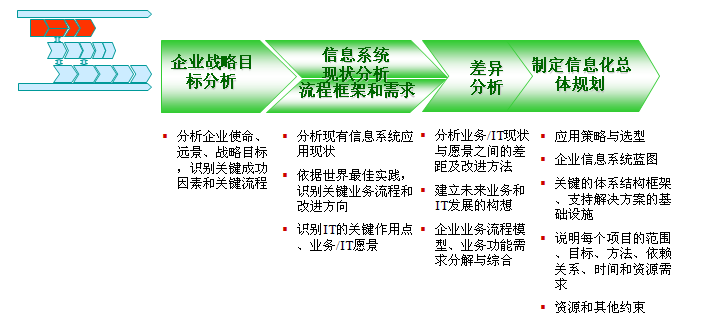 企业战略目
标分析
信息系统
现状分析
流程框架和需求
差异
分析
制定信息化总
体规划
▪ 分析企业使命、
远景、战略目标
，识别关键成功
因素和关键流程
▪ 分析现有信息系统应
用现状
▪ 依据世界最佳实践，
识别关键业务流程和
改进方向
▪ 识别IT的关键作用点
、业务/IT愿景
▪ 分析业务/IT现状
与愿景之间的差
距及改进方法
▪ 建立未来业务和
IT发展的构想
▪ 企业业务流程模
型、业务功能需
求分解与综合
▪ 应用策略与选型
▪ 企业信息系统蓝图
▪ 关键的体系结构框架
、支持解决方案的基
础设施
▪ 说明每个项目的范围
、目标、方法、依赖
关系、时间和资源需
求
▪ 资源和其他约束